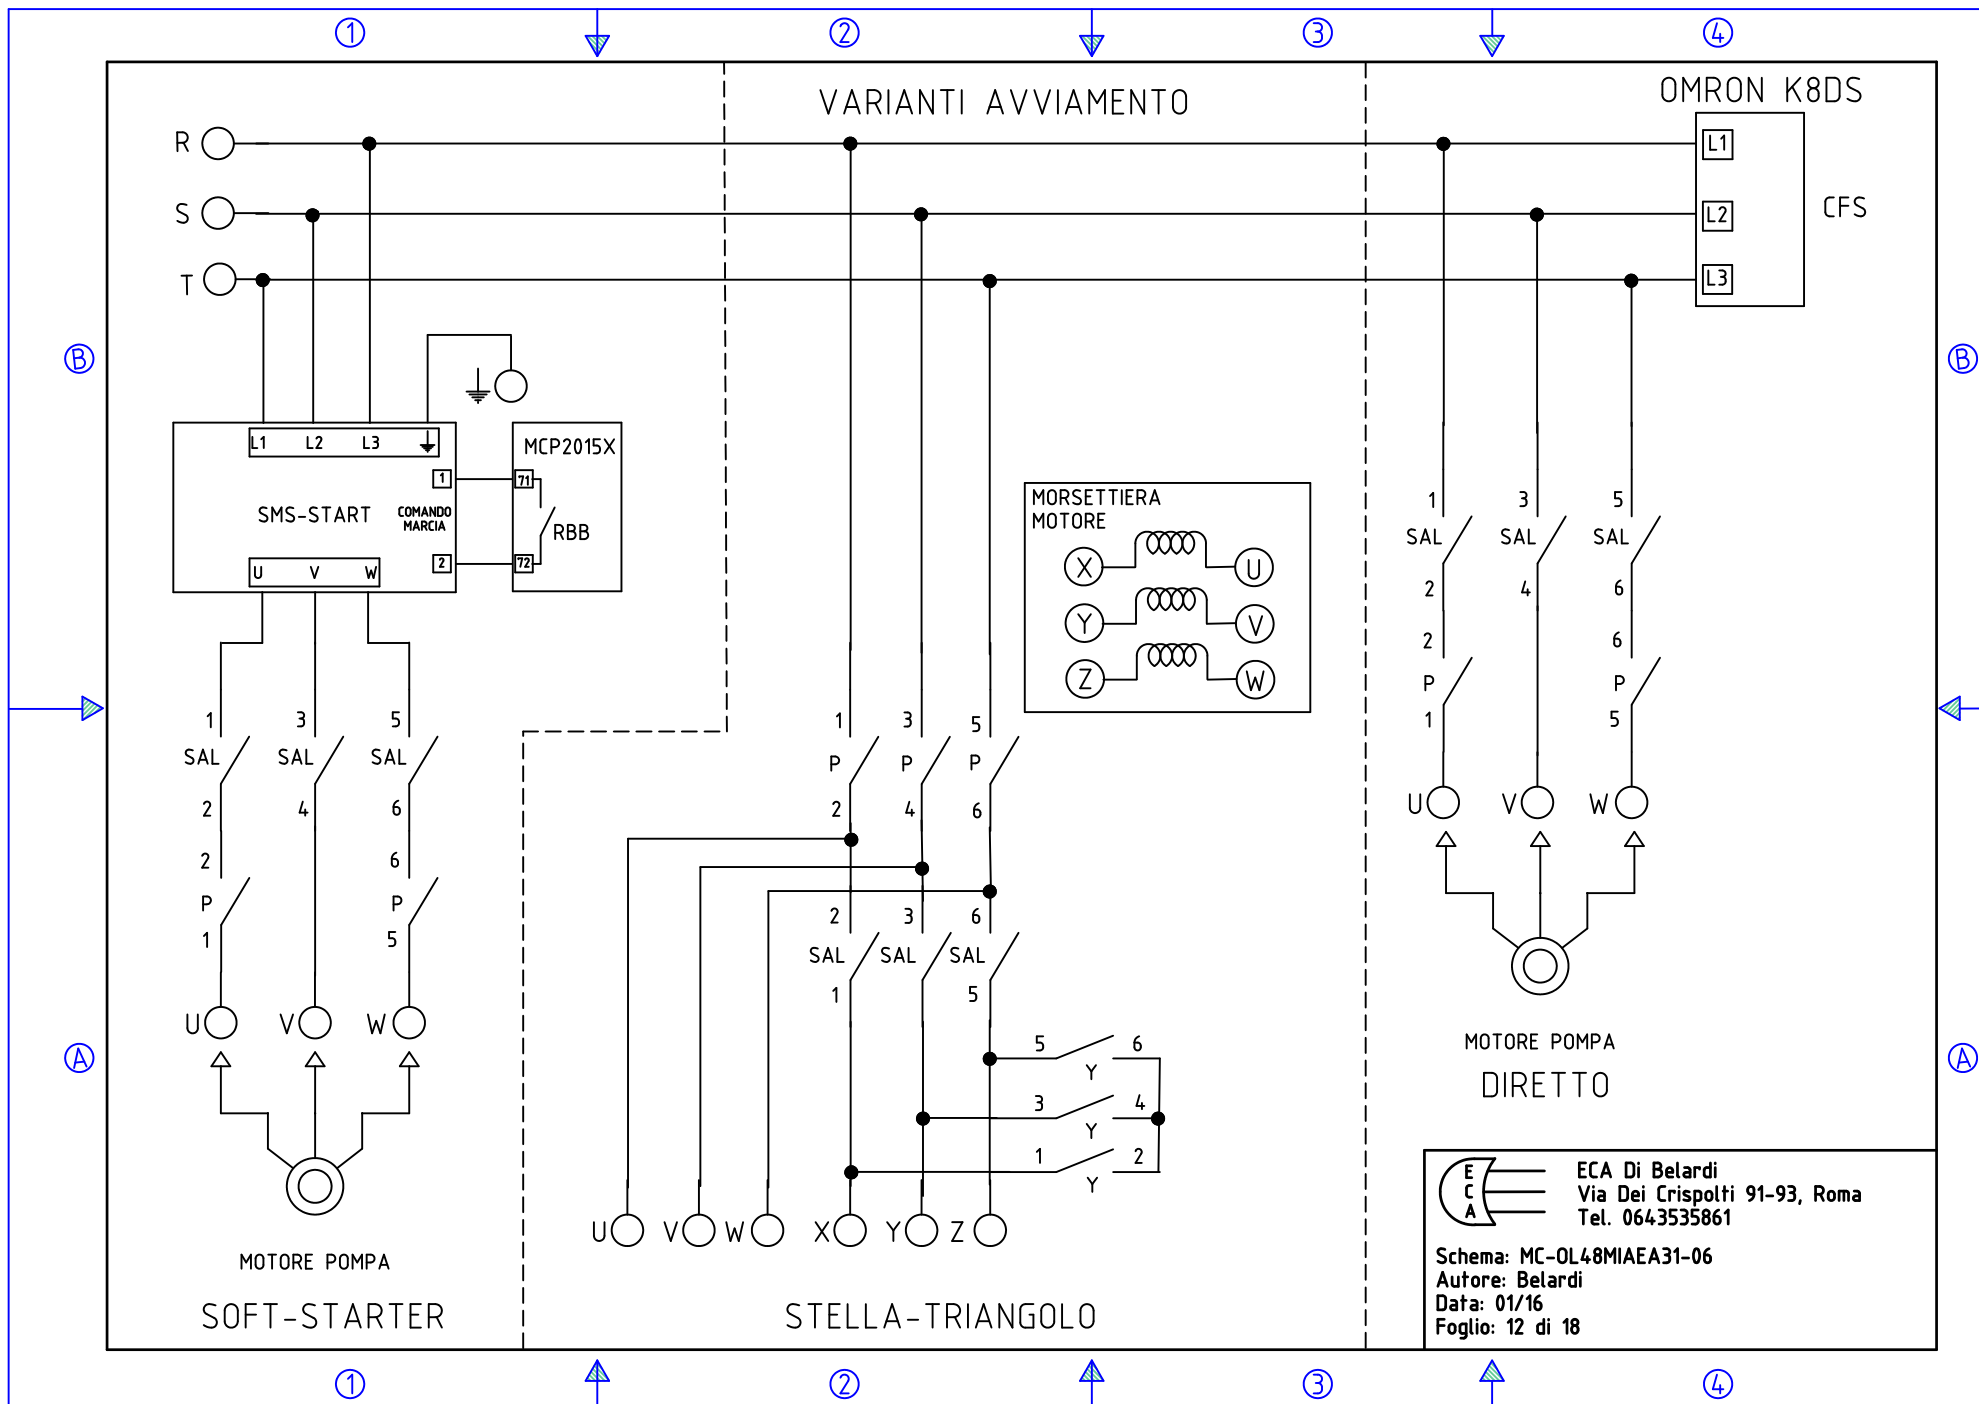 1 2 3 4
VARIANTI AVVIAMENTO
OMRON K8DS
R
S
T
L1
L2
L3
CFS
B
B
L1 L2 L3
MCP2015X
1
71
SMS-START
COMANDO
MARCIA
RBB
2
72
U V W
MORSETTIERA
MOTORE
X U
Y V
Z W
1 3 5
SAL SAL SAL
2 4 6
2 6
P P
1 5
U V W
MOTORE POMPA
DIRETTO
1 3 5
SAL SAL SAL
2 4 6
2 6
P P
1 5
U V W
MOTORE POMPA
SOFT-STARTER
1 3 5
P P P
2 4 6
2 3 6
SAL SAL SAL
1 5
5 6
Y
3 4
Y
1 2
Y
U V W X Y Z
STELLA-TRIANGOLO
A
A
E
C
A
ECA Di Belardi
Via Dei Crispolti 91-93, Roma
Tel. 0643535861
Schema: MC-OL48MIAEA31-06
Autore: Belardi
Data: 01/16
Foglio: 12 di 18
1 2 3 4